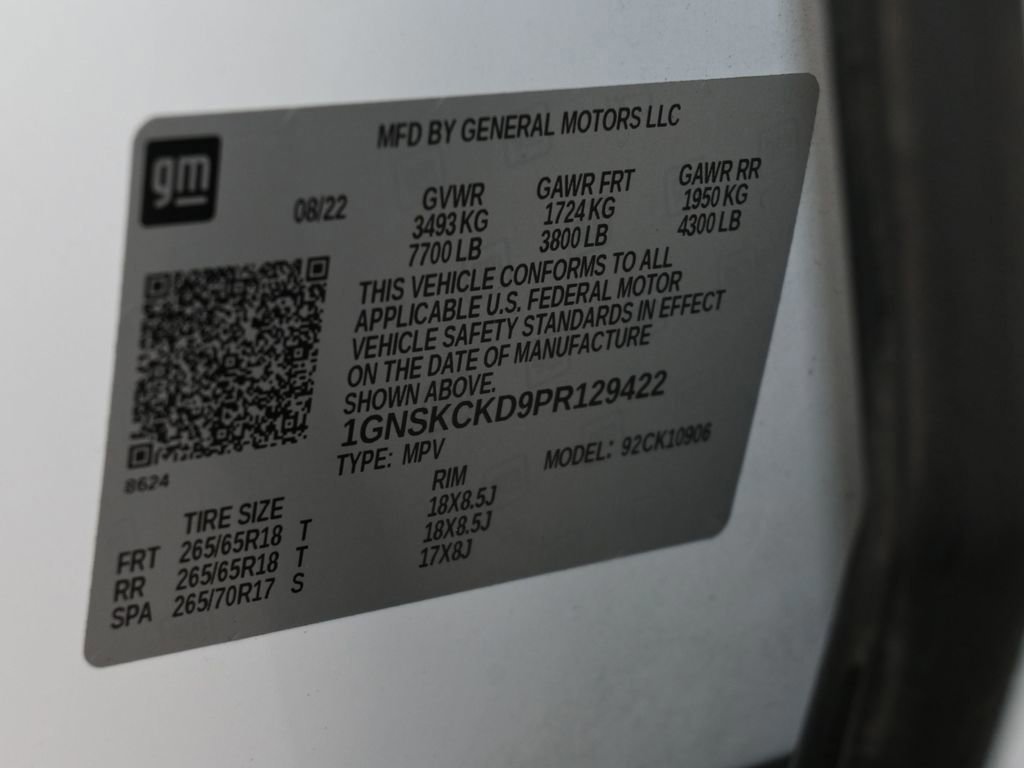 gm
MFD BY GENERAL MOTORS LLC
08/22
GVWR GAWR FRT GAWR RR
3493 KG 1724 KG 1950 KG
7700 LB 3800 LB 4300 LB
THIS VEHICLE CONFORMS TO ALL
APPLICABLE U.S. FEDERAL MOTOR
VEHICLE SAFETY STANDARDS IN EFFECT
ON THE DATE OF MANUFACTURE
SHOWN ABOVE.
1GNSKCKD9PR129422
TYPE: MPV MODEL: 92CK10906
8624
TIRE SIZE RIM
FRT 265/65R18 T 18X8.5J
RR 265/65R18 T 18X8.5J
SPA 265/70R17 S 17X8J